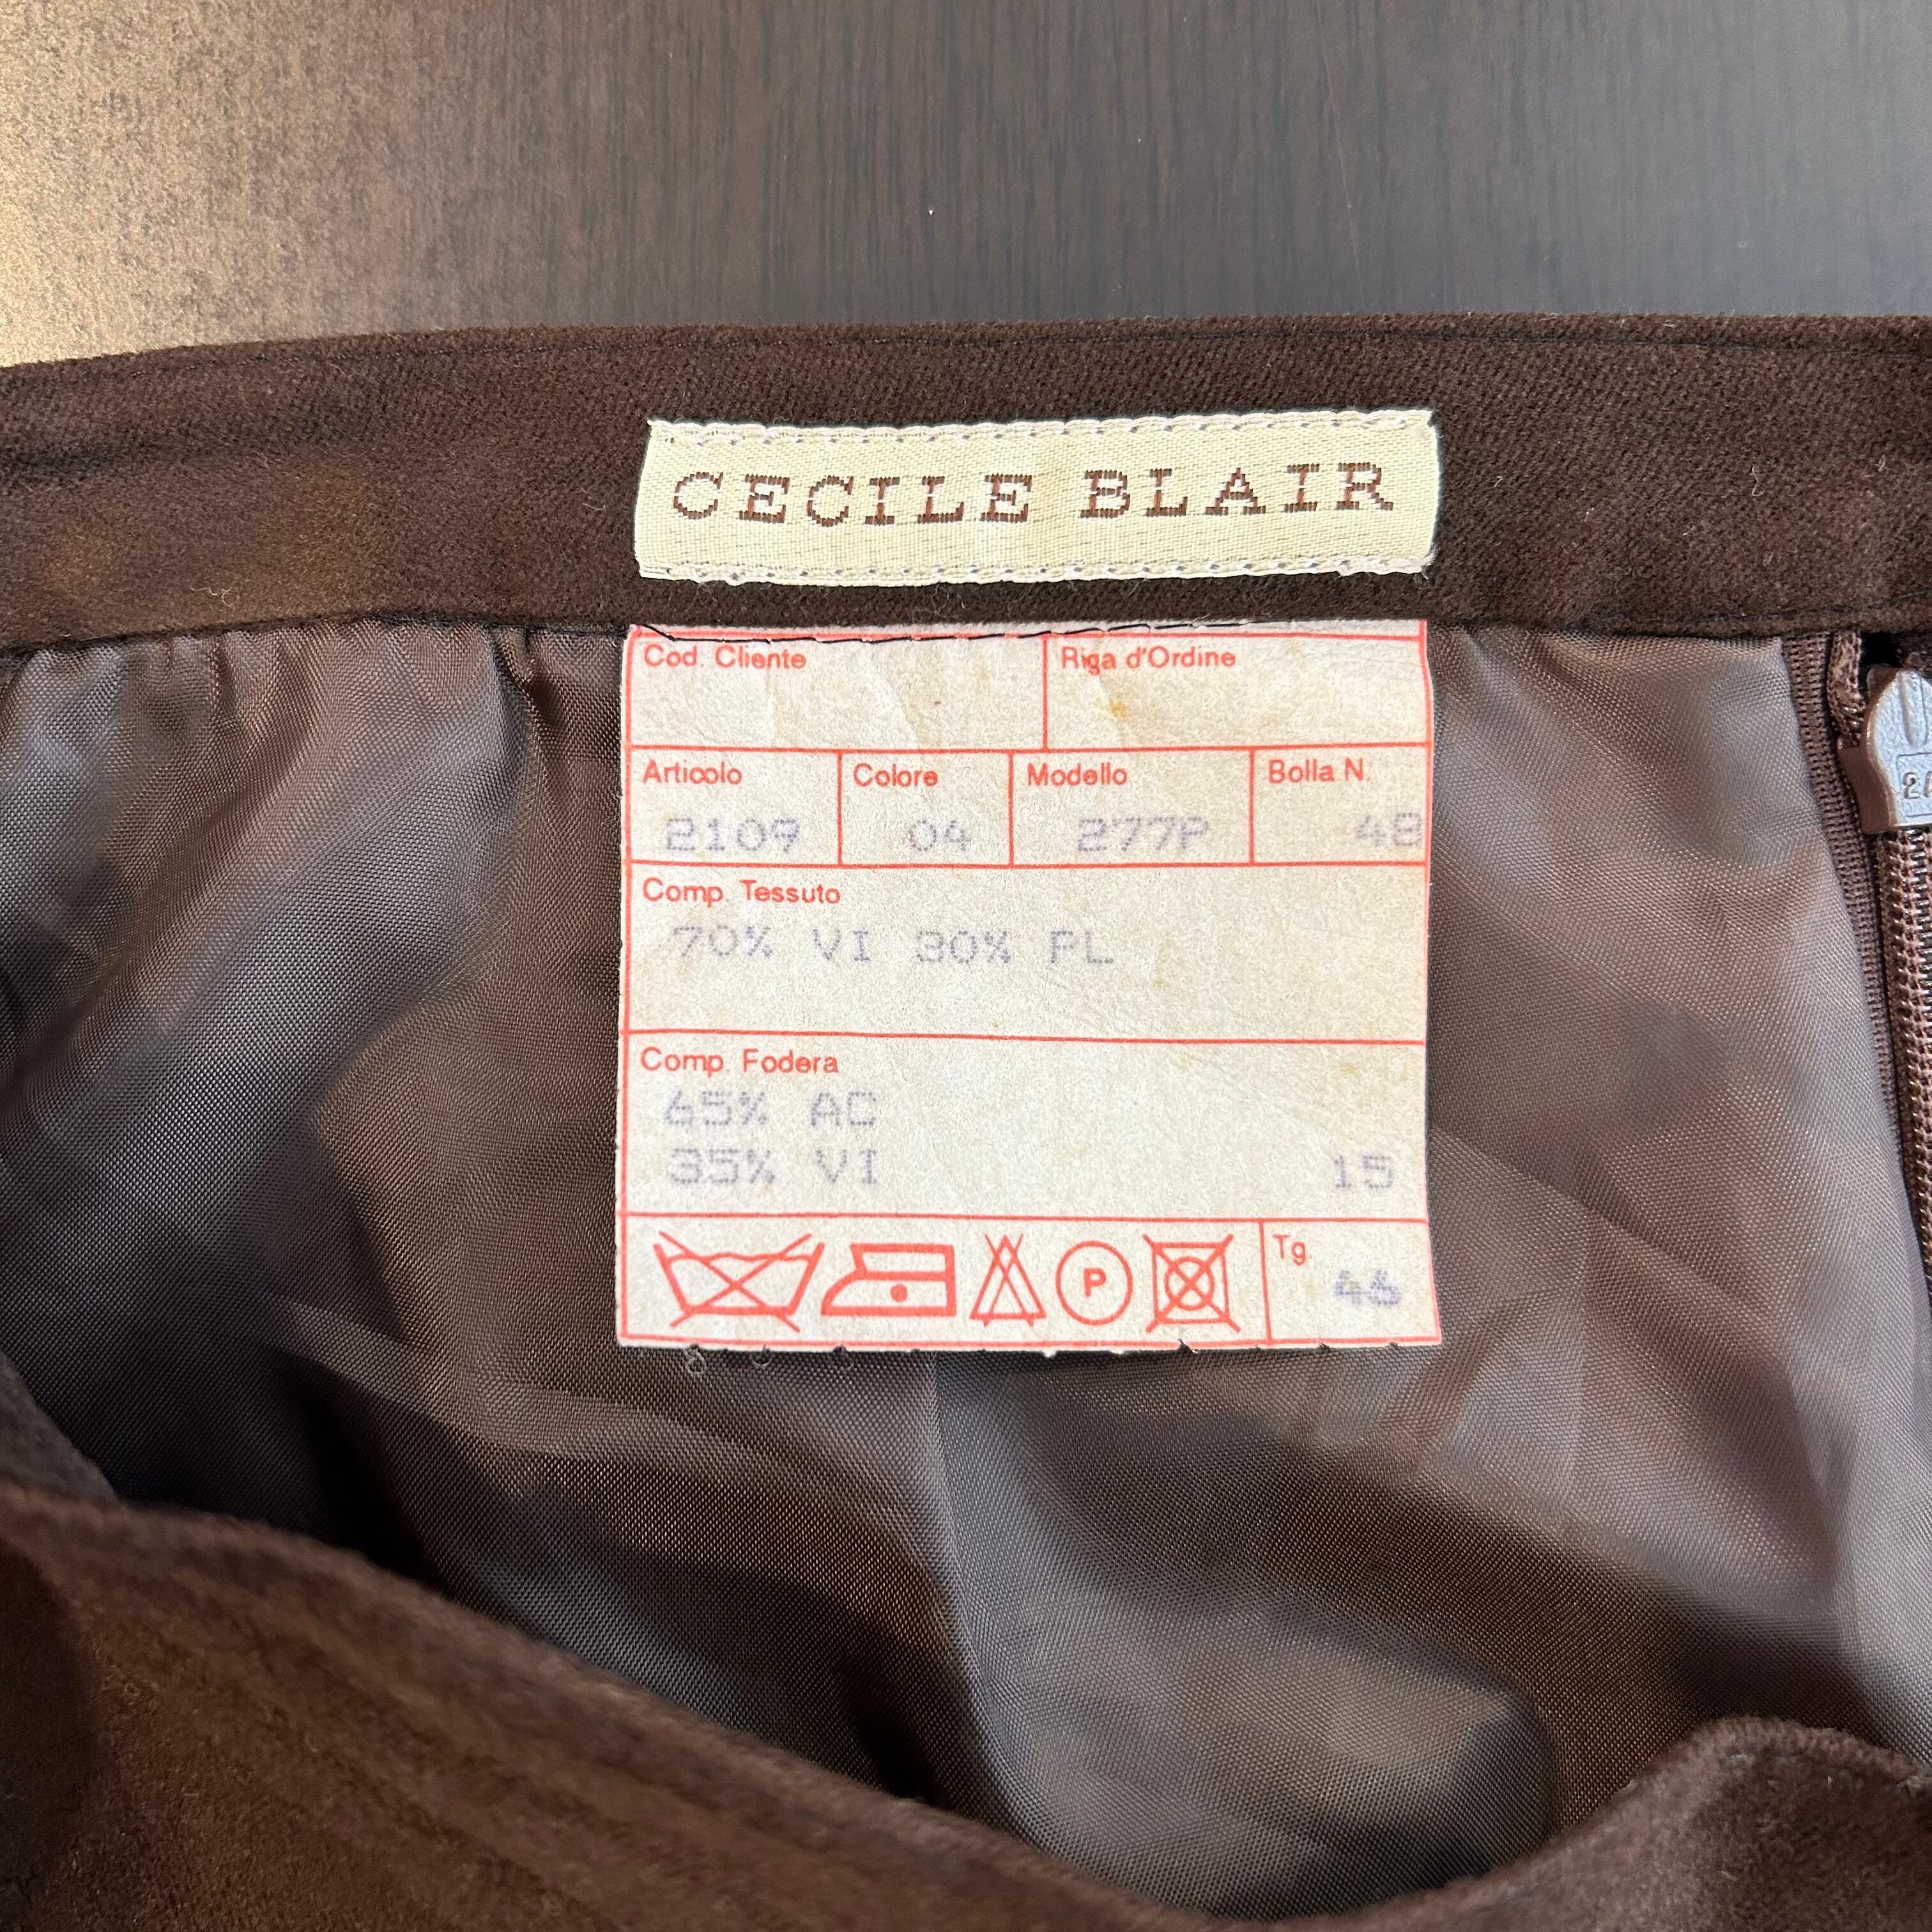 CECILE BLAIR
Cod. Cliente Riga d'Ordine
Articolo Colore Modello Bolla N.
2109 04 277P 48
Comp. Tessuto
70% VI 30% PL
Comp. Fodera
65% AC
35% VI 15
P Tg.
46